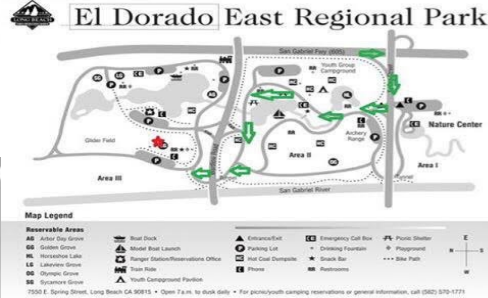 LONG BEACH
El Dorado East Regional Park
San Gabriel Fwy (605)
Youth Group
Campground
Nature Center
Archery
Range
Glider Field
Area I
Area II
Area III
San Gabriel River
Map Legend
Reservable Areas
AG Arbor Day Grove
GG Golden Grove
HL Horseshoe Lake
LG Lakeview Grove
OG Olympic Grove
SG Sycamore Grove
Boat Dock
Model Boat Launch
Ranger Station/Reservations Office
Train Ride
Youth Campground Pavilion
Entrance/Exit
P Parking Lot
HC Hot Coal Dumpsite
C Phone
Emergency Call Box
Drinking Fountain
Snack Bar
RR Restrooms
Picnic Shelter
Playground
Bike Path
E
N S
W
7550 E. Spring Street, Long Beach CA 90815 • Open 7 a.m. to dusk daily • For picnic/youth camping reservations or general information, call (562) 570-1771